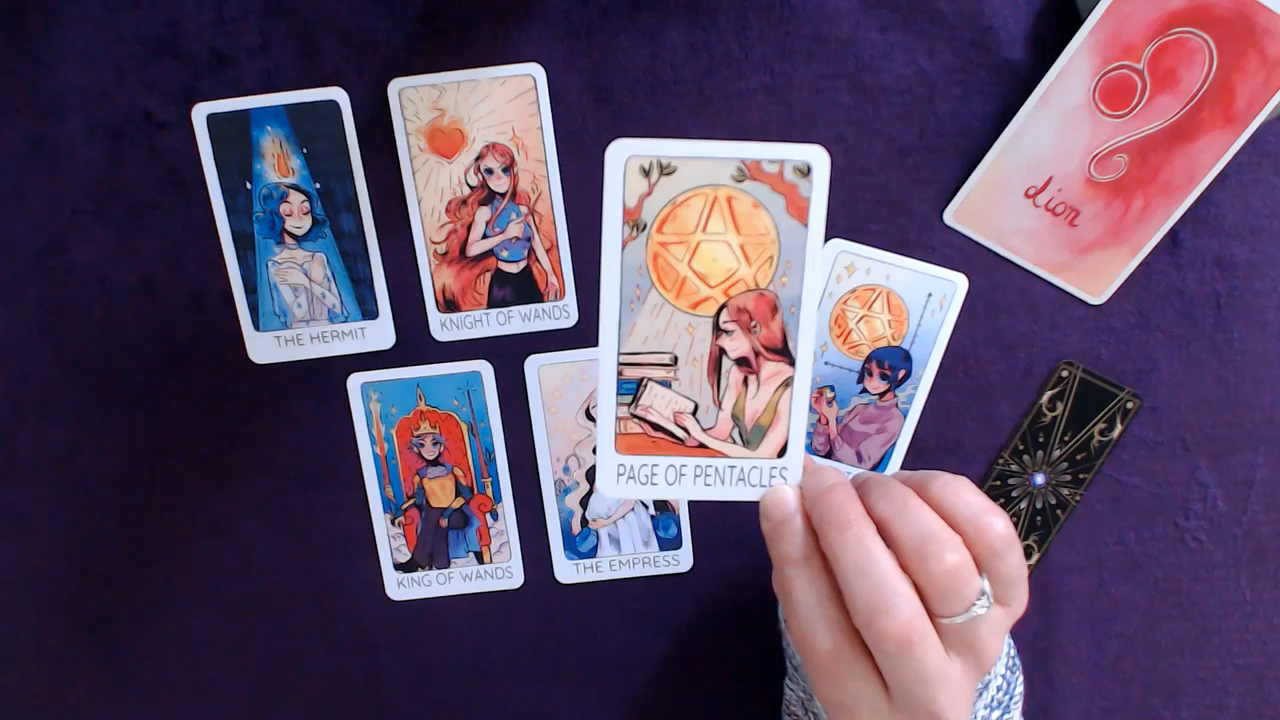 THE HERMIT
KNIGHT OF WANDS
PAGE OF PENTACLES
lion
KING OF WANDS
THE EMPRESS